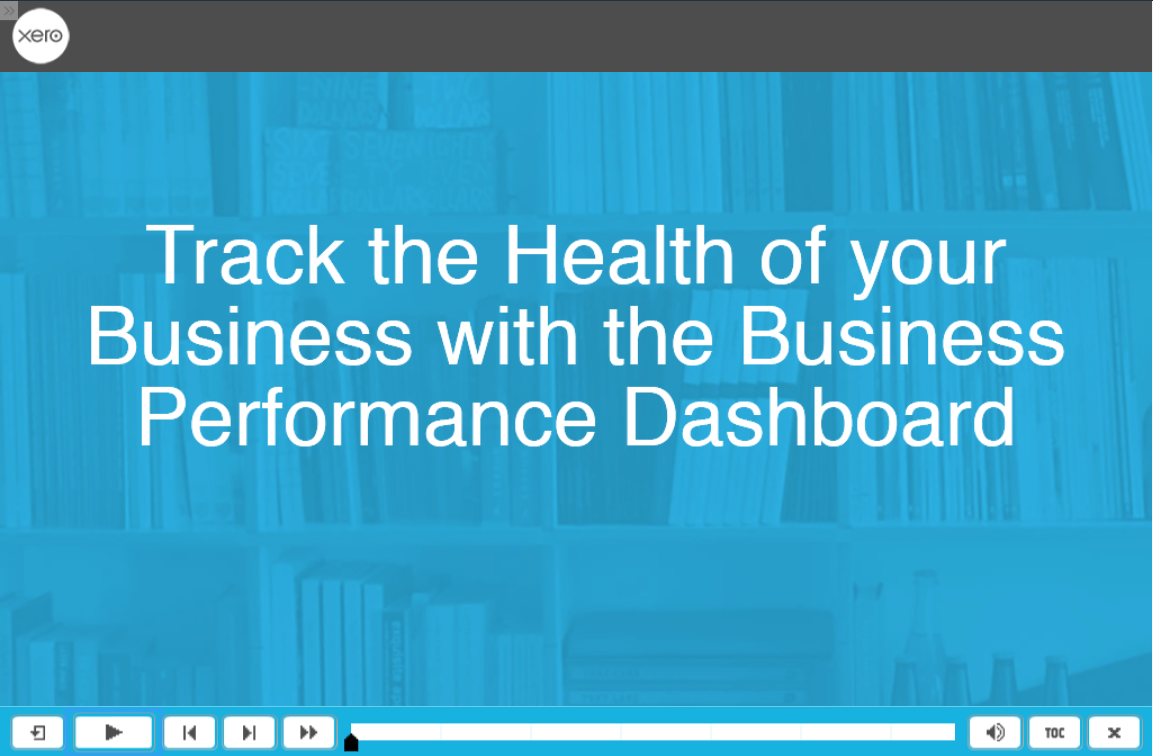 xero
Track the Health of your
Business with the Business
Performance Dashboard
TOC